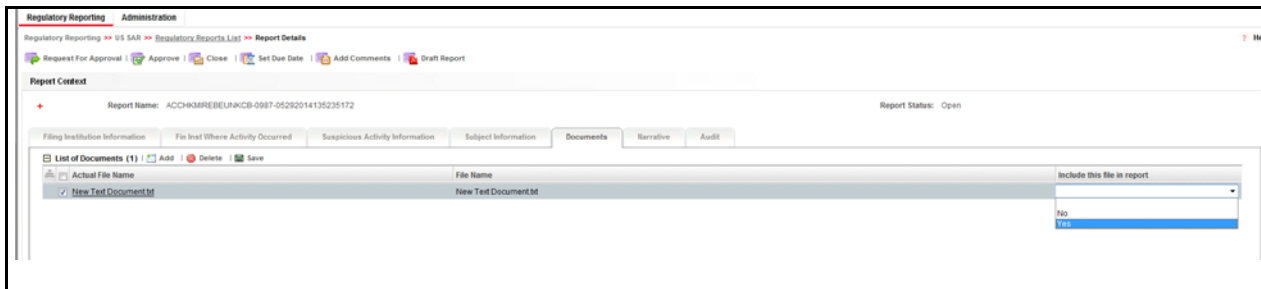 Regulatory Reporting Administration
Regulatory Reporting >> US SAR >> Regulatory Reports List >> Report Details ? He
Request For Approval | Approve | Close | Set Due Date | Add Comments | Draft Report
Report Context
+ Report Name: ACCHKMIREBEUNKCB-0987-05292014135235172 Report Status: Open
Filing Institution Information Fin Inst Where Activity Occurred Suspicious Activity Information Subject Information Documents Narrative Audit
List of Documents (1) | Add | Delete | Save
Actual File Name File Name Include this file in report
New Text Document.txt New Text Document.txt
No
Yes